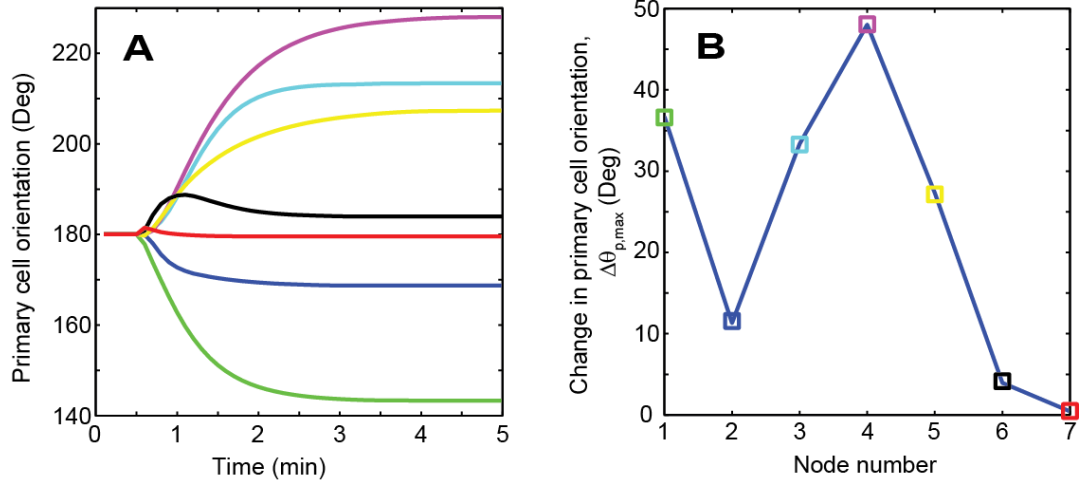 A
Primary cell orientation (Deg)
220
200
180
160
140
0 1 2 3 4 5
Time (min)
B
Change in primary cell orientation,
Δθp,max (Deg)
50
40
30
20
10
0
1 2 3 4 5 6 7
Node number